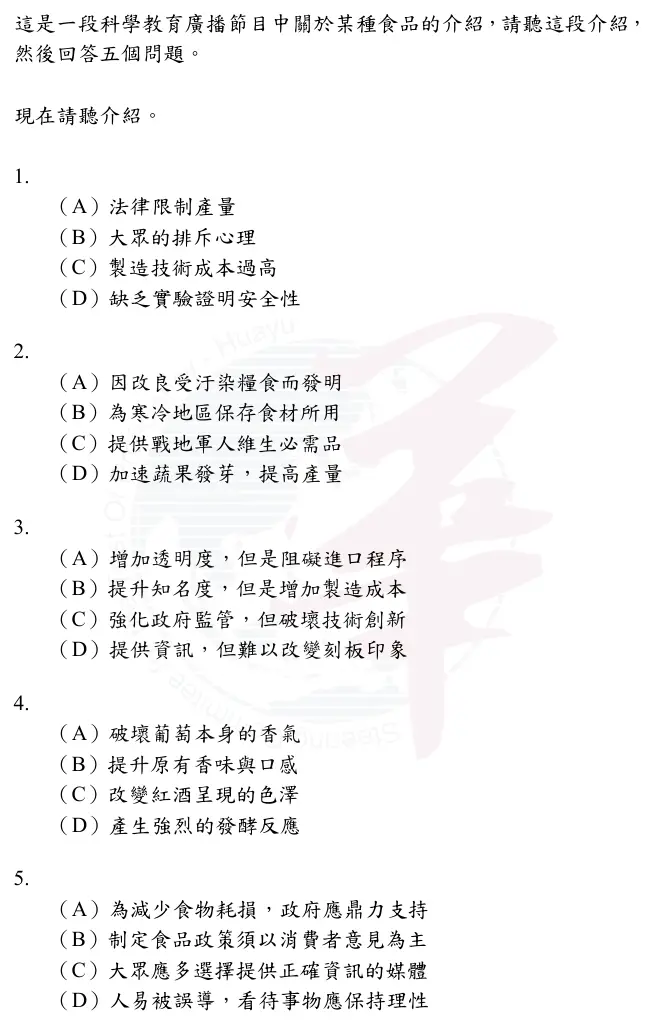 這是一段科學教育廣播節目中關於某種食品的介紹，請聽這段介紹，
然後回答五個問題。
現在請聽介紹。
1.
（A）法律限制產量
（B）大眾的排斥心理
（C）製造技術成本過高
（D）缺乏實驗證明安全性
2.
（A）因改良受汙染糧食而發明
（B）為寒冷地區保存食材所用
（C）提供戰地軍人維生必需品
（D）加速蔬果發芽，提高產量
3.
（A）增加透明度，但是阻礙進口程序
（B）提升知名度，但是增加製造成本
（C）強化政府監管，但破壞技術創新
（D）提供資訊，但難以改變刻板印象
4.
（A）破壞葡萄本身的香氣
（B）提升原有香味與口感
（C）改變紅酒呈現的色澤
（D）產生強烈的發酵反應
5.
（A）為減少食物耗損，政府應鼎力支持
（B）制定食品政策須以消費者意見為主
（C）大眾應多選擇提供正確資訊的媒體
（D）人易被誤導，看待事物應保持理性